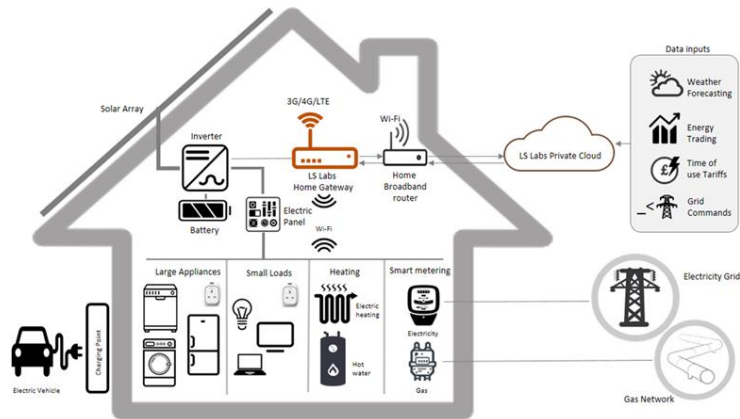 Data inputs
3G/4G/LTE
Solar Array
Wi-Fi
Inverter
Weather
Forecasting
Energy
Trading
LS Labs Private Cloud
LS Labs
Home Gateway
Home
Broadband
router
Time of
use Tariffs
£
Battery
Electric
Panel
Wi-Fi
Grid
Commands
Large Appliances
Small Loads
Heating
Smart metering
Electricity Grid
Electric
heating
Electricity
Charging Point
Hot
water
Gas
Electric Vehicle
Gas Network